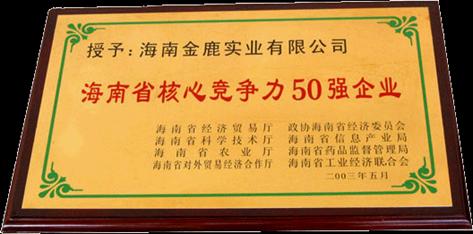 授予：海南金鹿实业有限公司
海南省核心竞争力50强企业
海南省经济贸易厅 政协海南省经济委员会
海南省科学技术厅 海南省信息产业局
海南省农业厅 海南省药品监督管理局
海南省对外贸易经济合作厅 海南省工业经济联合会
二00三年五月